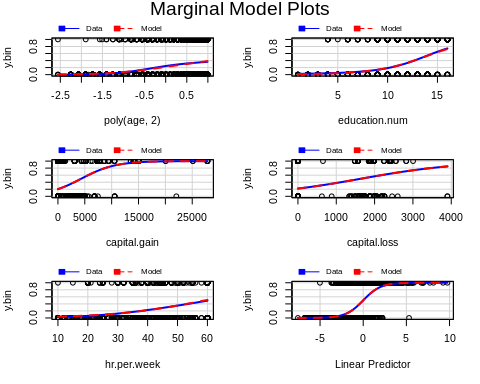 Marginal Model Plots
Data Model
y.bin
0.0 0.8
-2.5 -1.5 -0.5 0.5
poly(age, 2)
Data Model
y.bin
0.0 0.8
5 10 15
education.num
Data Model
y.bin
0.0 0.8
0 5000 15000 25000
capital.gain
Data Model
y.bin
0.0 0.8
0 1000 2000 3000 4000
capital.loss
Data Model
y.bin
0.0 0.8
10 20 30 40 50 60
hr.per.week
Data Model
y.bin
0.0 0.8
-5 0 5 10
Linear Predictor